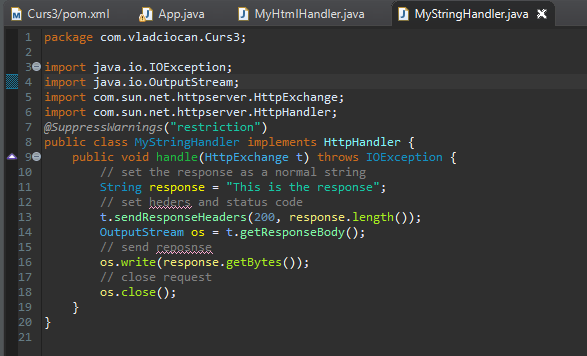 Curs3/pom.xml App.java MyHtmlHandler.java MyStringHandler.java
1 package com.vladciocan.Curs3;
2
3 import java.io.IOException;
4 import java.io.OutputStream;
5 import com.sun.net.httpserver.HttpExchange;
6 import com.sun.net.httpserver.HttpHandler;
7 @SuppressWarnings("restriction")
8 public class MyStringHandler implements HttpHandler {
9 public void handle(HttpExchange t) throws IOException {
10 // set the response as a normal string
11 String response = "This is the response";
12 // set heders and status code
13 t.sendResponseHeaders(200, response.length());
14 OutputStream os = t.getResponseBody();
15 // send reposnse
16 os.write(response.getBytes());
17 // close request
18 os.close();
19 }
20 }
21